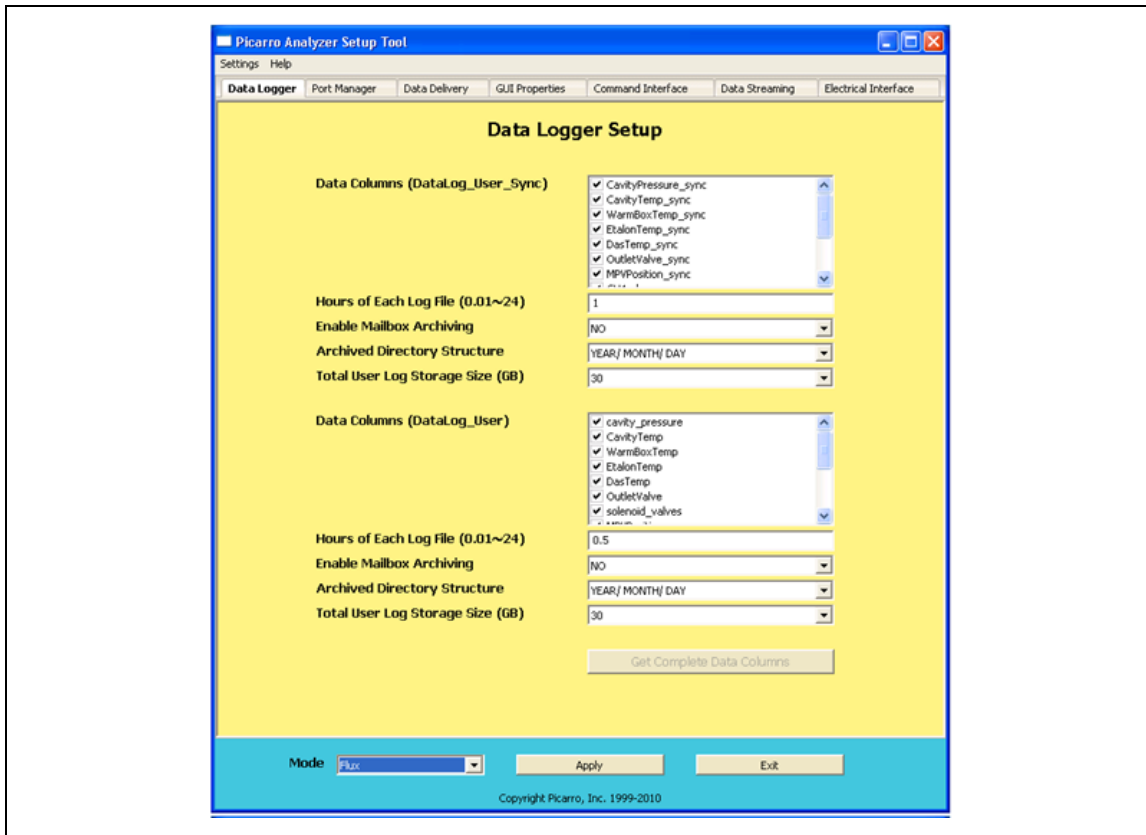 Picarro Analyzer Setup Tool
Settings Help
Data Logger Port Manager Data Delivery GUI Properties Command Interface Data Streaming Electrical Interface
Data Logger Setup
Data Columns (DataLog_User_Sync)
CavityPressure_sync
CavityTemp_sync
WarmBoxTemp_sync
EtalonTemp_sync
DasTemp_sync
OutletValve_sync
MPVPosition_sync
Hours of Each Log File (0.01~24) 1
Enable Mailbox Archiving NO
Archived Directory Structure YEAR/ MONTH/ DAY
Total User Log Storage Size (GB) 30
Data Columns (DataLog_User)
cavity_pressure
CavityTemp
WarmBoxTemp
EtalonTemp
DasTemp
OutletValve
solenoid_valves
Hours of Each Log File (0.01~24) 0.5
Enable Mailbox Archiving NO
Archived Directory Structure YEAR/ MONTH/ DAY
Total User Log Storage Size (GB) 30
Get Complete Data Columns
Mode Flux Apply Exit
Copyright Picarro, Inc. 1999-2010